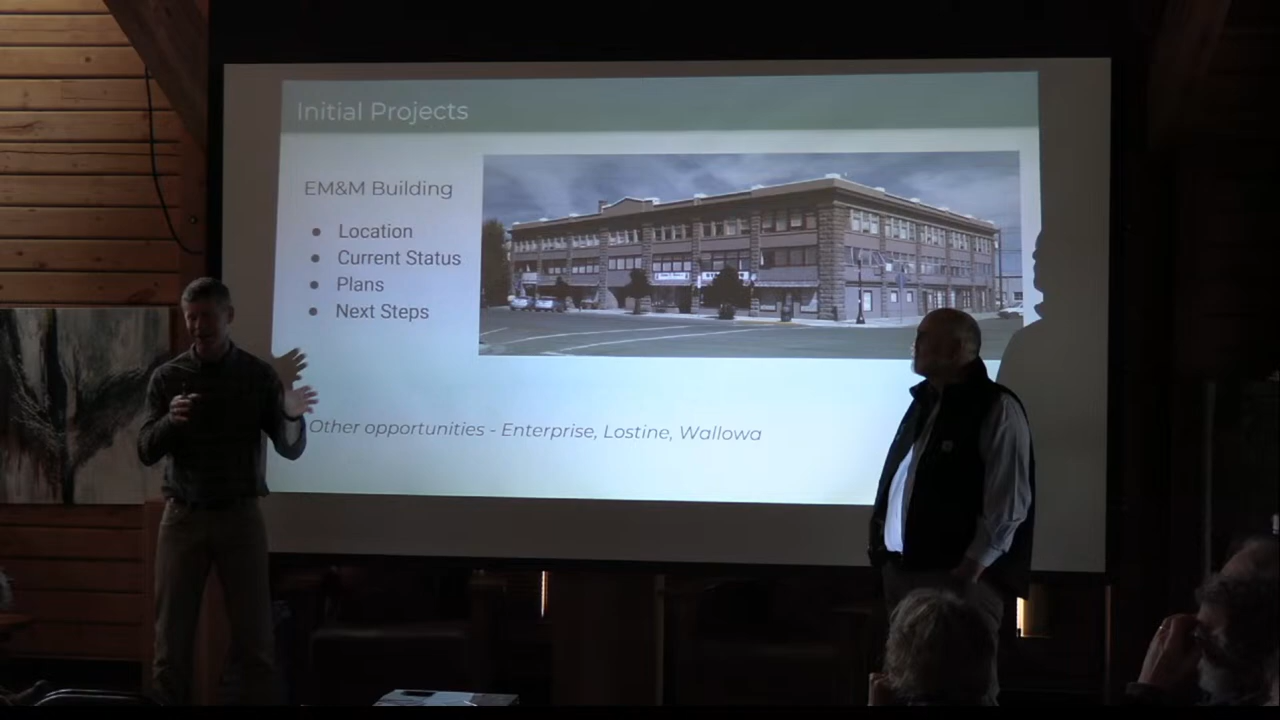 Initial Projects
EM&M Building
● Location
● Current Status
● Plans
● Next Steps
Other opportunities - Enterprise, Lostine, Wallowa